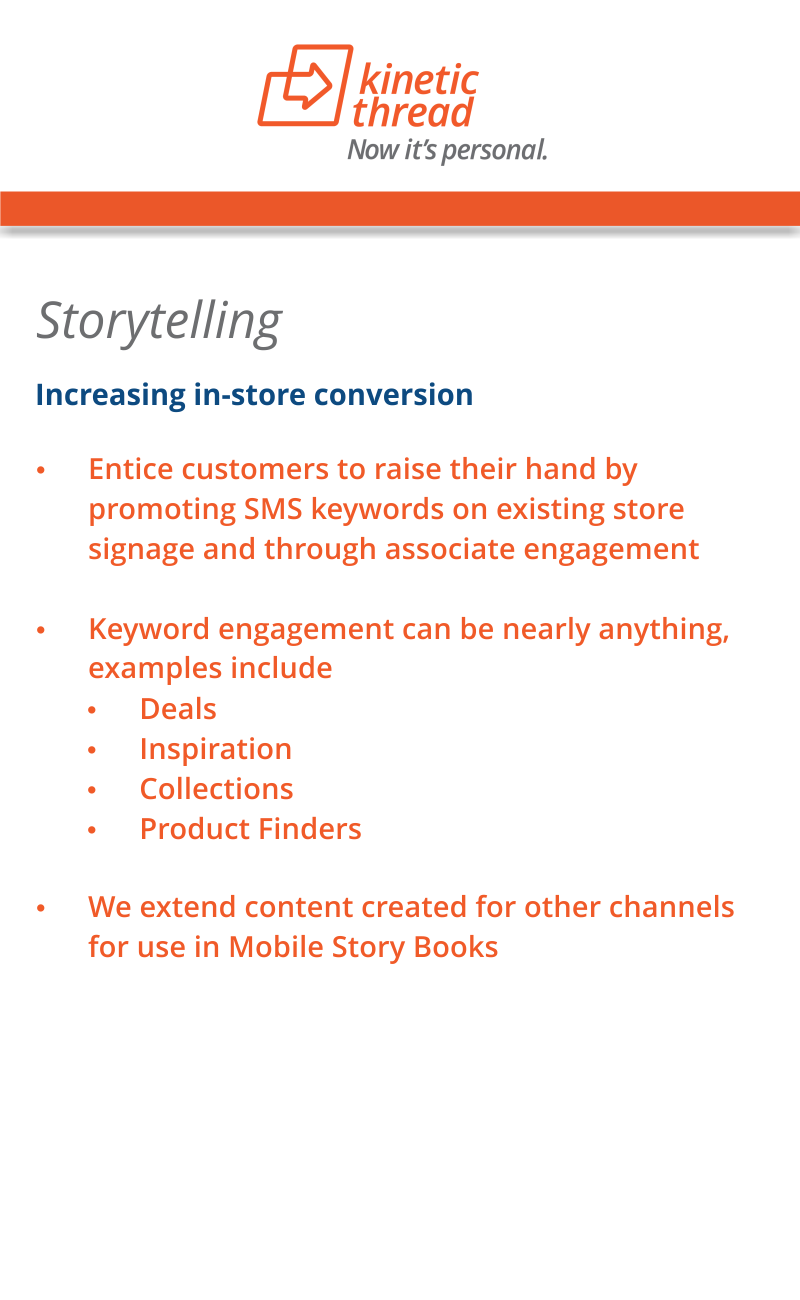 kinetic
thread
Now it's personal.
Storytelling
Increasing in-store conversion
• Entice customers to raise their hand by
promoting SMS keywords on existing store
signage and through associate engagement
• Keyword engagement can be nearly anything,
examples include
• Deals
• Inspiration
• Collections
• Product Finders
• We extend content created for other channels
for use in Mobile Story Books